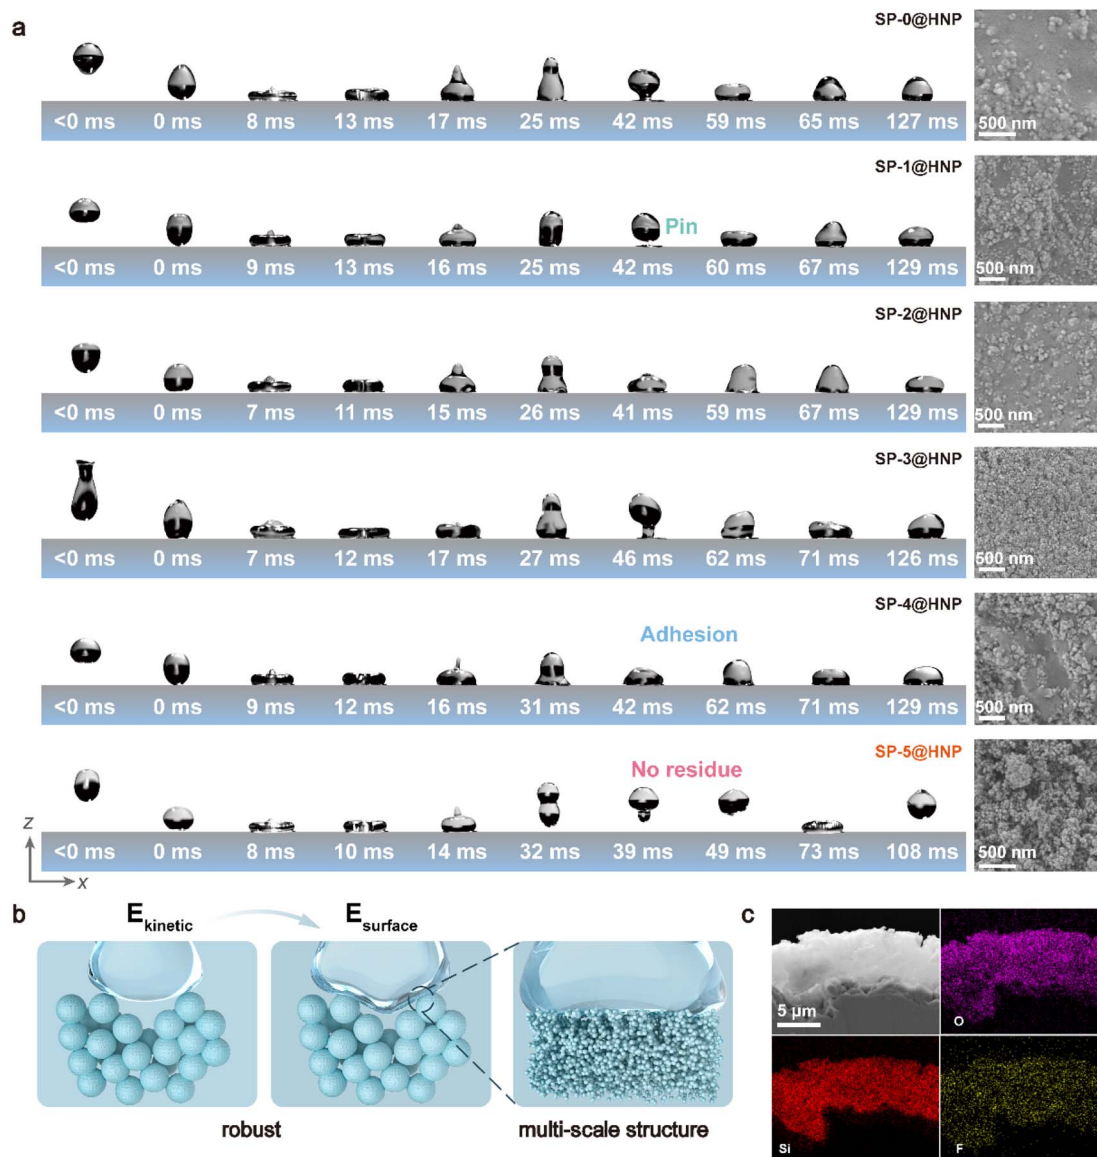 a
SP-0@HNP
<0 ms 0 ms 8 ms 13 ms 17 ms 25 ms 42 ms 59 ms 65 ms 127 ms
500 nm
SP-1@HNP
Pin
<0 ms 0 ms 9 ms 13 ms 16 ms 25 ms 42 ms 60 ms 67 ms 129 ms
500 nm
SP-2@HNP
<0 ms 0 ms 7 ms 11 ms 15 ms 26 ms 41 ms 59 ms 67 ms 129 ms
500 nm
SP-3@HNP
<0 ms 0 ms 7 ms 12 ms 17 ms 27 ms 46 ms 62 ms 71 ms 126 ms
500 nm
SP-4@HNP
Adhesion
<0 ms 0 ms 9 ms 12 ms 16 ms 31 ms 42 ms 62 ms 71 ms 129 ms
500 nm
SP-5@HNP
No residue
z
<0 ms 0 ms 8 ms 10 ms 14 ms 32 ms 39 ms 49 ms 73 ms 108 ms
500 nm
x
b
E kinetic
E surface
robust
multi-scale structure
c
5 µm
O
Si
F